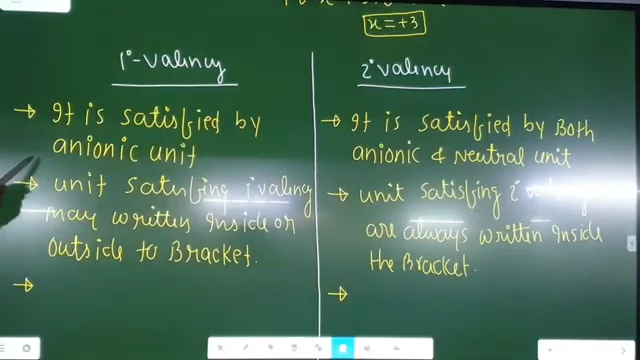 x = +3
1°-valency
→ It is satisfied by
anionic unit
→ unit satisfying 1°valency
may written inside or
outside to Bracket.
→
2°valency
→ It is satisfied by Both
anionic & Neutral unit
→ unit satisfying 2°
are always written inside
the Bracket.
→